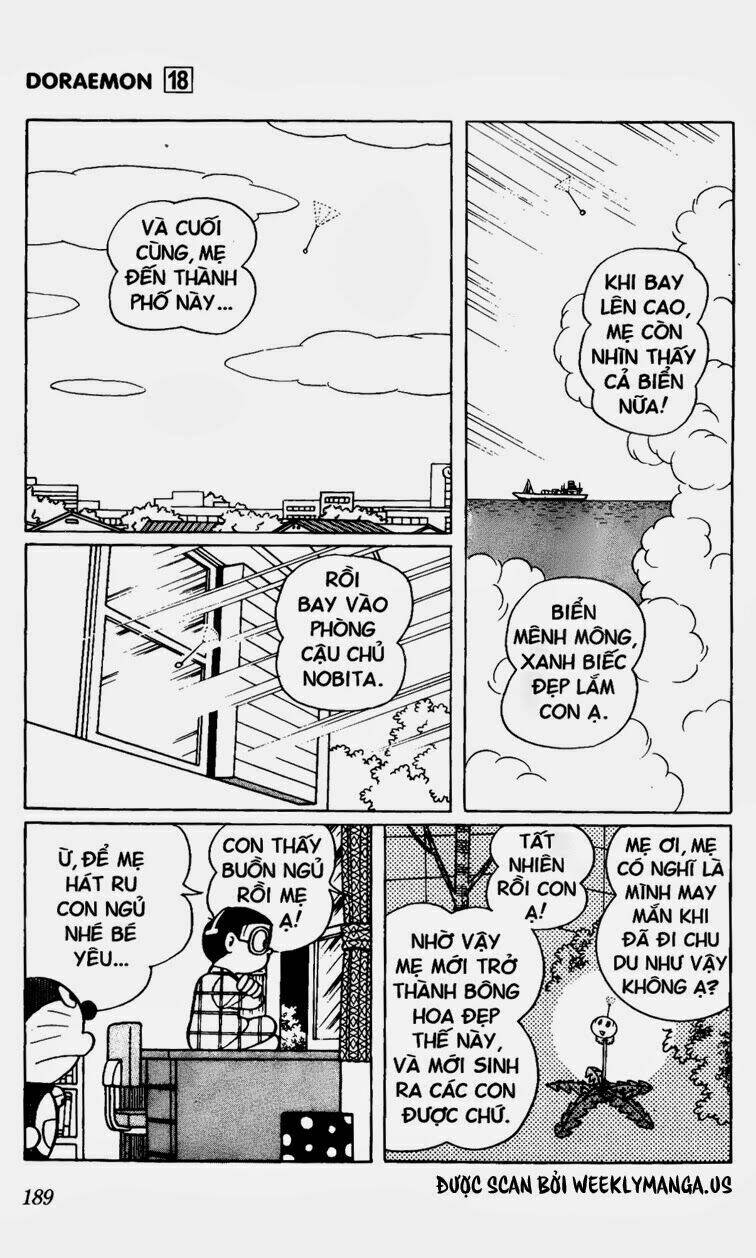 DORAEMON 18
KHI BAY
LÊN CAO,
MẸ CÒN
NHÌN THẤY
CẢ BIỂN
NỮA!
BIỂN
MÊNH MÔNG,
XANH BIẾC
ĐẸP LẮM
CON Ạ.
VÀ CUỐI
CÙNG, MẸ
ĐẾN THÀNH
PHỐ NÀY...
RỒI
BAY VÀO
PHÒNG
CẬU CHỦ
NOBITA.
MẸ ƠI, MẸ
CÓ NGHĨ LÀ
MÌNH MAY
MẮN KHI
ĐÃ ĐI CHU
DU NHƯ VẬY
KHÔNG Ạ?
TẤT
NHIÊN
RỒI CON
Ạ!
NHỜ VẬY
MẸ MỚI TRỞ
THÀNH BÔNG
HOA ĐẸP
THẾ NÀY,
VÀ MỚI SINH
RA CÁC CON
ĐƯỢC CHỨ.
CON THẤY
BUỒN NGỦ
RỒI MẸ
Ạ!
Ừ, ĐỂ MẸ
HÁT RU
CON NGỦ
NHÉ BÉ
YÊU...
189
ĐƯỢC SCAN BỞI WEEKLYMANGA.US